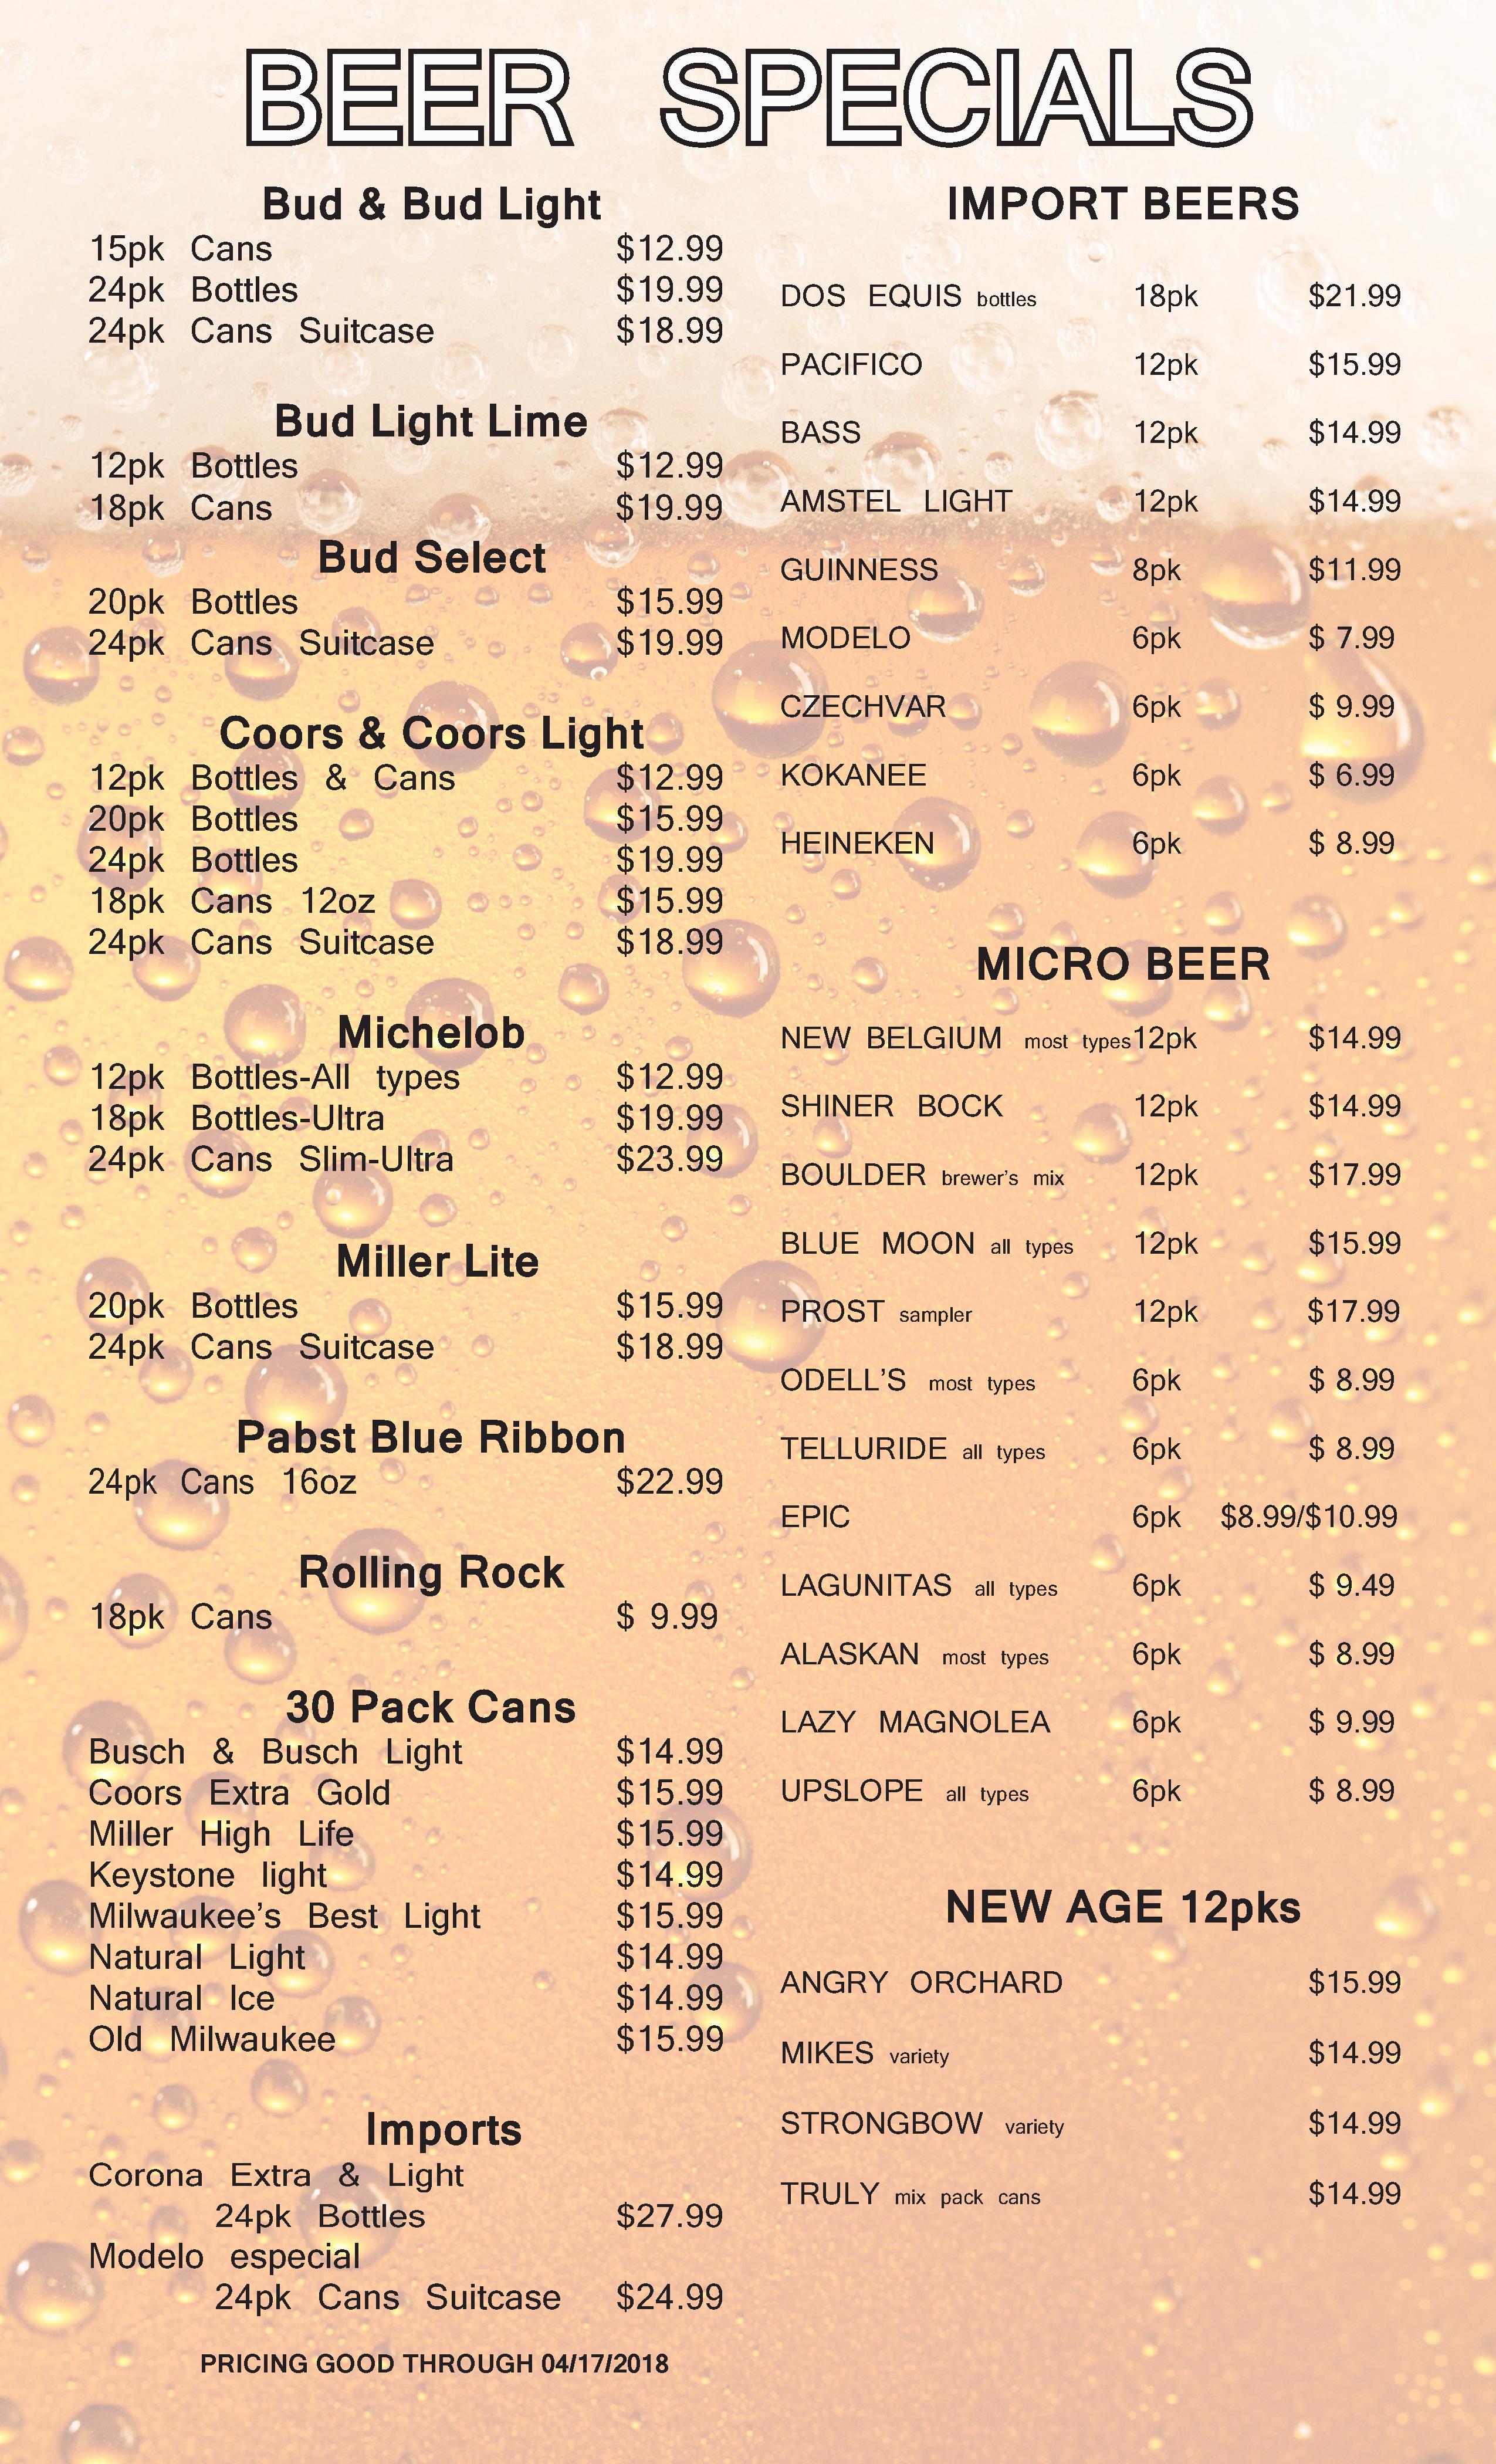 BEER SPECIALS
Bud & Bud Light
15pk Cans $12.99
24pk Bottles $19.99
24pk Cans Suitcase $18.99
Bud Light Lime
12pk Bottles $12.99
18pk Cans $19.99
Bud Select
20pk Bottles $15.99
24pk Cans Suitcase $19.99
Coors & Coors Light
12pk Bottles & Cans $12.99
20pk Bottles $15.99
24pk Bottles $19.99
18pk Cans 12oz $15.99
24pk Cans Suitcase $18.99
Michelob
12pk Bottles-All types $12.99
18pk Bottles-Ultra $19.99
24pk Cans Slim-Ultra $23.99
Miller Lite
20pk Bottles $15.99
24pk Cans Suitcase $18.99
Pabst Blue Ribbon
24pk Cans 16oz $22.99
Rolling Rock
18pk Cans $ 9.99
30 Pack Cans
Busch & Busch Light $14.99
Coors Extra Gold $15.99
Miller High Life $15.99
Keystone light $14.99
Milwaukee's Best Light $15.99
Natural Light $14.99
Natural Ice $14.99
Old Milwaukee $15.99
Imports
Corona Extra & Light
24pk Bottles $27.99
Modelo especial
24pk Cans Suitcase $24.99
PRICING GOOD THROUGH 04/17/2018
IMPORT BEERS
DOS EQUIS bottles 18pk $21.99
PACIFICO 12pk $15.99
BASS 12pk $14.99
AMSTEL LIGHT 12pk $14.99
GUINNESS 8pk $11.99
MODELO 6pk $ 7.99
CZECHVAR 6pk $ 9.99
KOKANEE 6pk $ 6.99
HEINEKEN 6pk $ 8.99
MICRO BEER
NEW BELGIUM most types 12pk $14.99
SHINER BOCK 12pk $14.99
BOULDER brewer's mix 12pk $17.99
BLUE MOON all types 12pk $15.99
PROST sampler 12pk $17.99
ODELL'S most types 6pk $ 8.99
TELLURIDE all types 6pk $ 8.99
EPIC 6pk $8.99/$10.99
LAGUNITAS all types 6pk $ 9.49
ALASKAN most types 6pk $ 8.99
LAZY MAGNOLEA 6pk $ 9.99
UPSLOPE all types 6pk $ 8.99
NEW AGE 12pks
ANGRY ORCHARD $15.99
MIKES variety $14.99
STRONGBOW variety $14.99
TRULY mix pack cans $14.99